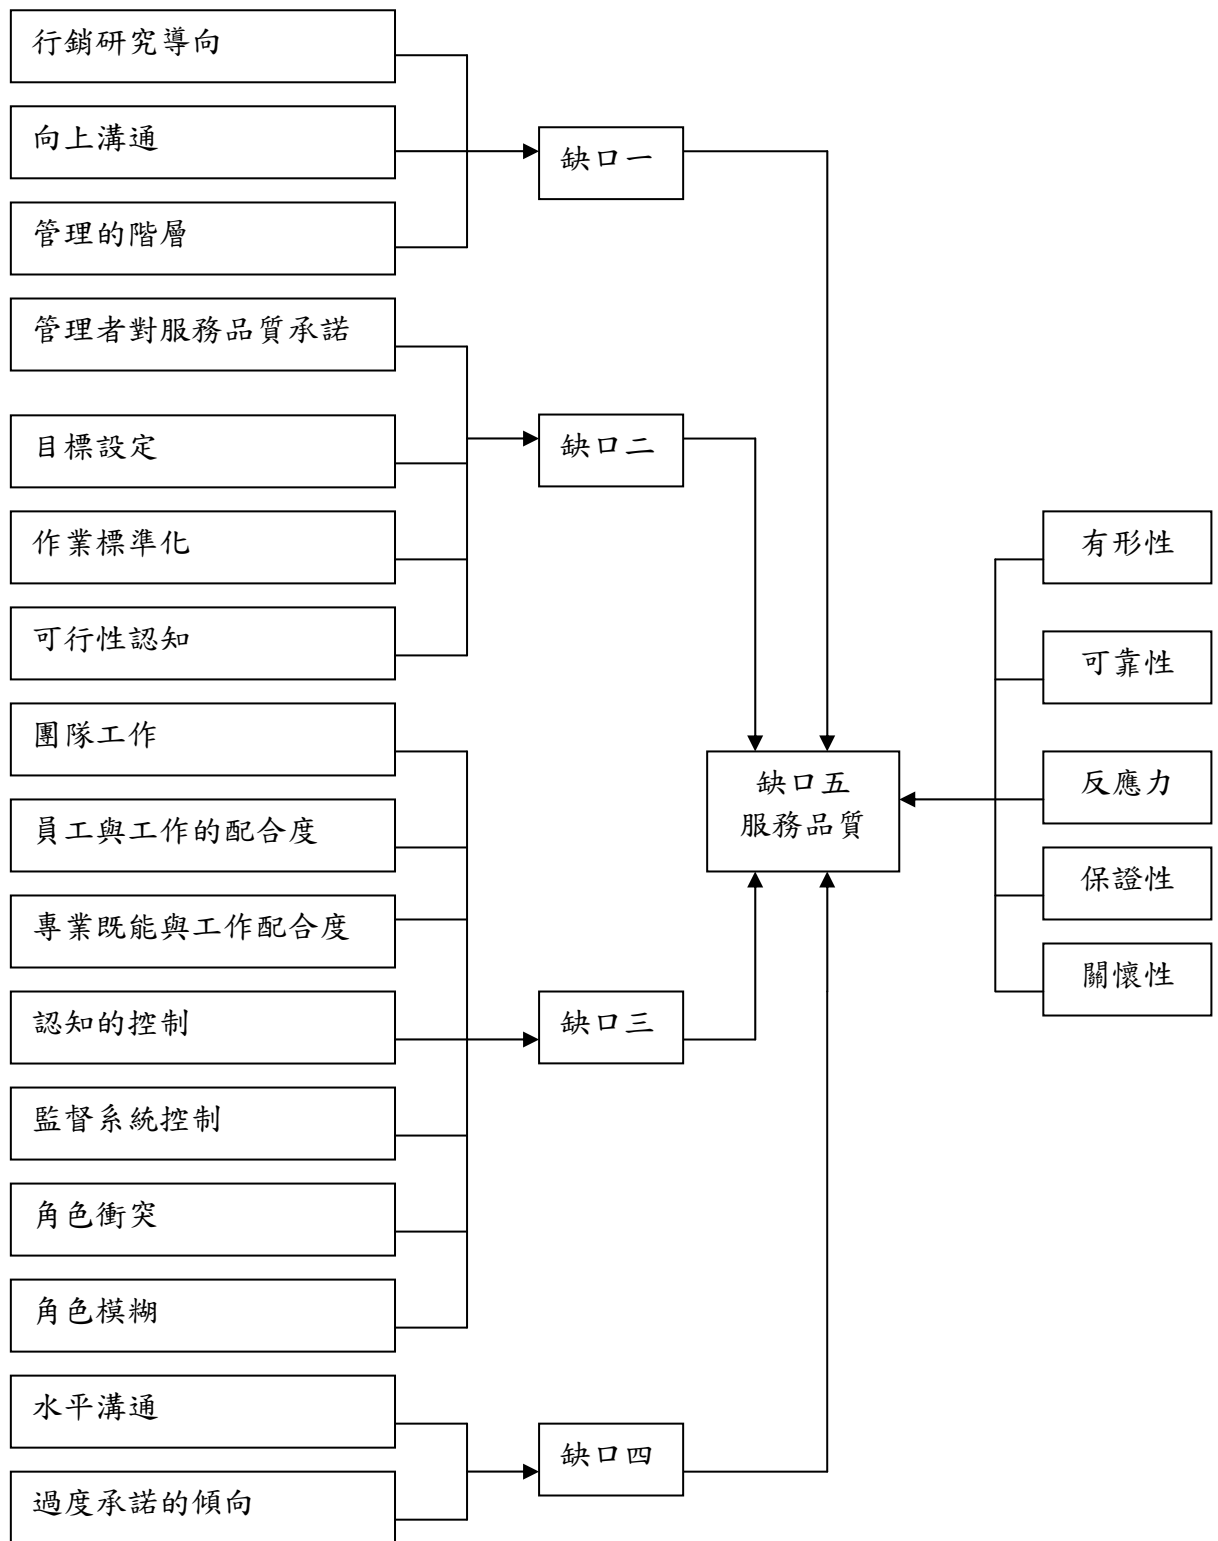 行銷研究導向
向上溝通
管理的階層
缺口一
管理者對服務品質承諾
目標設定
作業標準化
可行性認知
缺口二
團隊工作
員工與工作的配合度
專業既能與工作配合度
認知的控制
監督系統控制
角色衝突
角色模糊
缺口三
水平溝通
過度承諾的傾向
缺口四
缺口五
服務品質
有形性
可靠性
反應力
保證性
關懷性